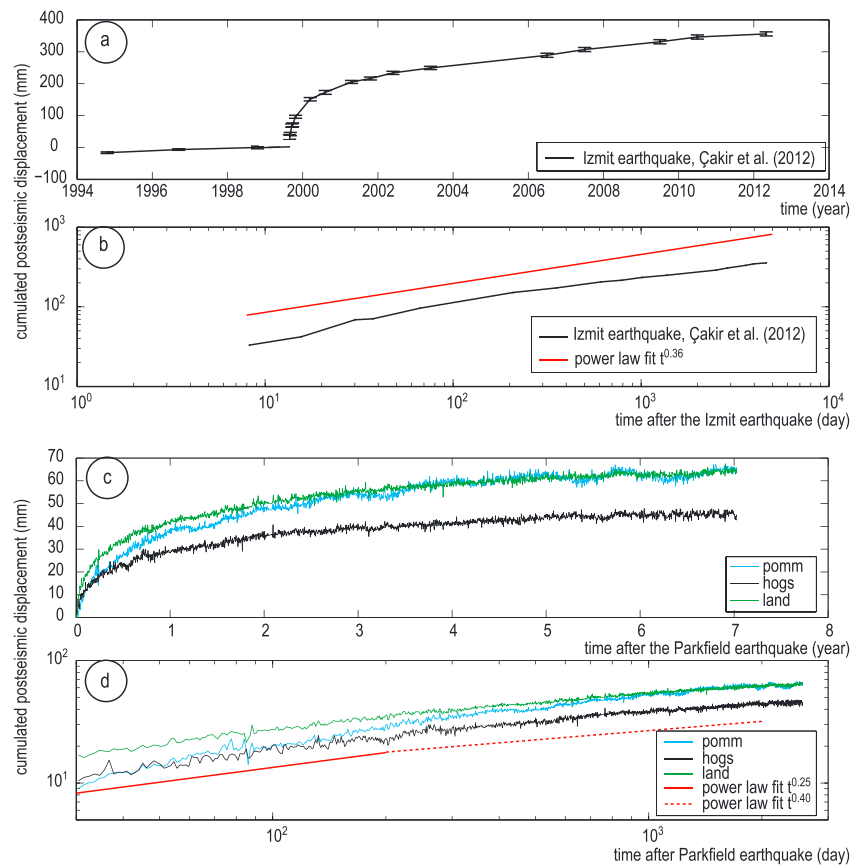 cumulated postseismic displacement (mm)
a
400
300
200
100
0
−100
1994 1996 1998 2000 2002 2004 2006 2008 2010 2012 2014
time (year)
Izmit earthquake, Çakir et al. (2012)
b
10³
10²
10¹
10⁰ 10¹ 10² 10³ 10⁴
time after the Izmit earthquake (day)
Izmit earthquake, Çakir et al. (2012)
power law fit t⁰·³⁶
cumulated postseismic displacement (mm)
c
70
60
50
40
30
20
10
0
0 1 2 3 4 5 6 7 8
time after the Parkfield earthquake (year)
pomm
hogs
land
d
10²
10¹
10² 10³
time after Parkfield earthquake (day)
pomm
hogs
land
power law fit t⁰·²⁵
power law fit t⁰·⁴⁰